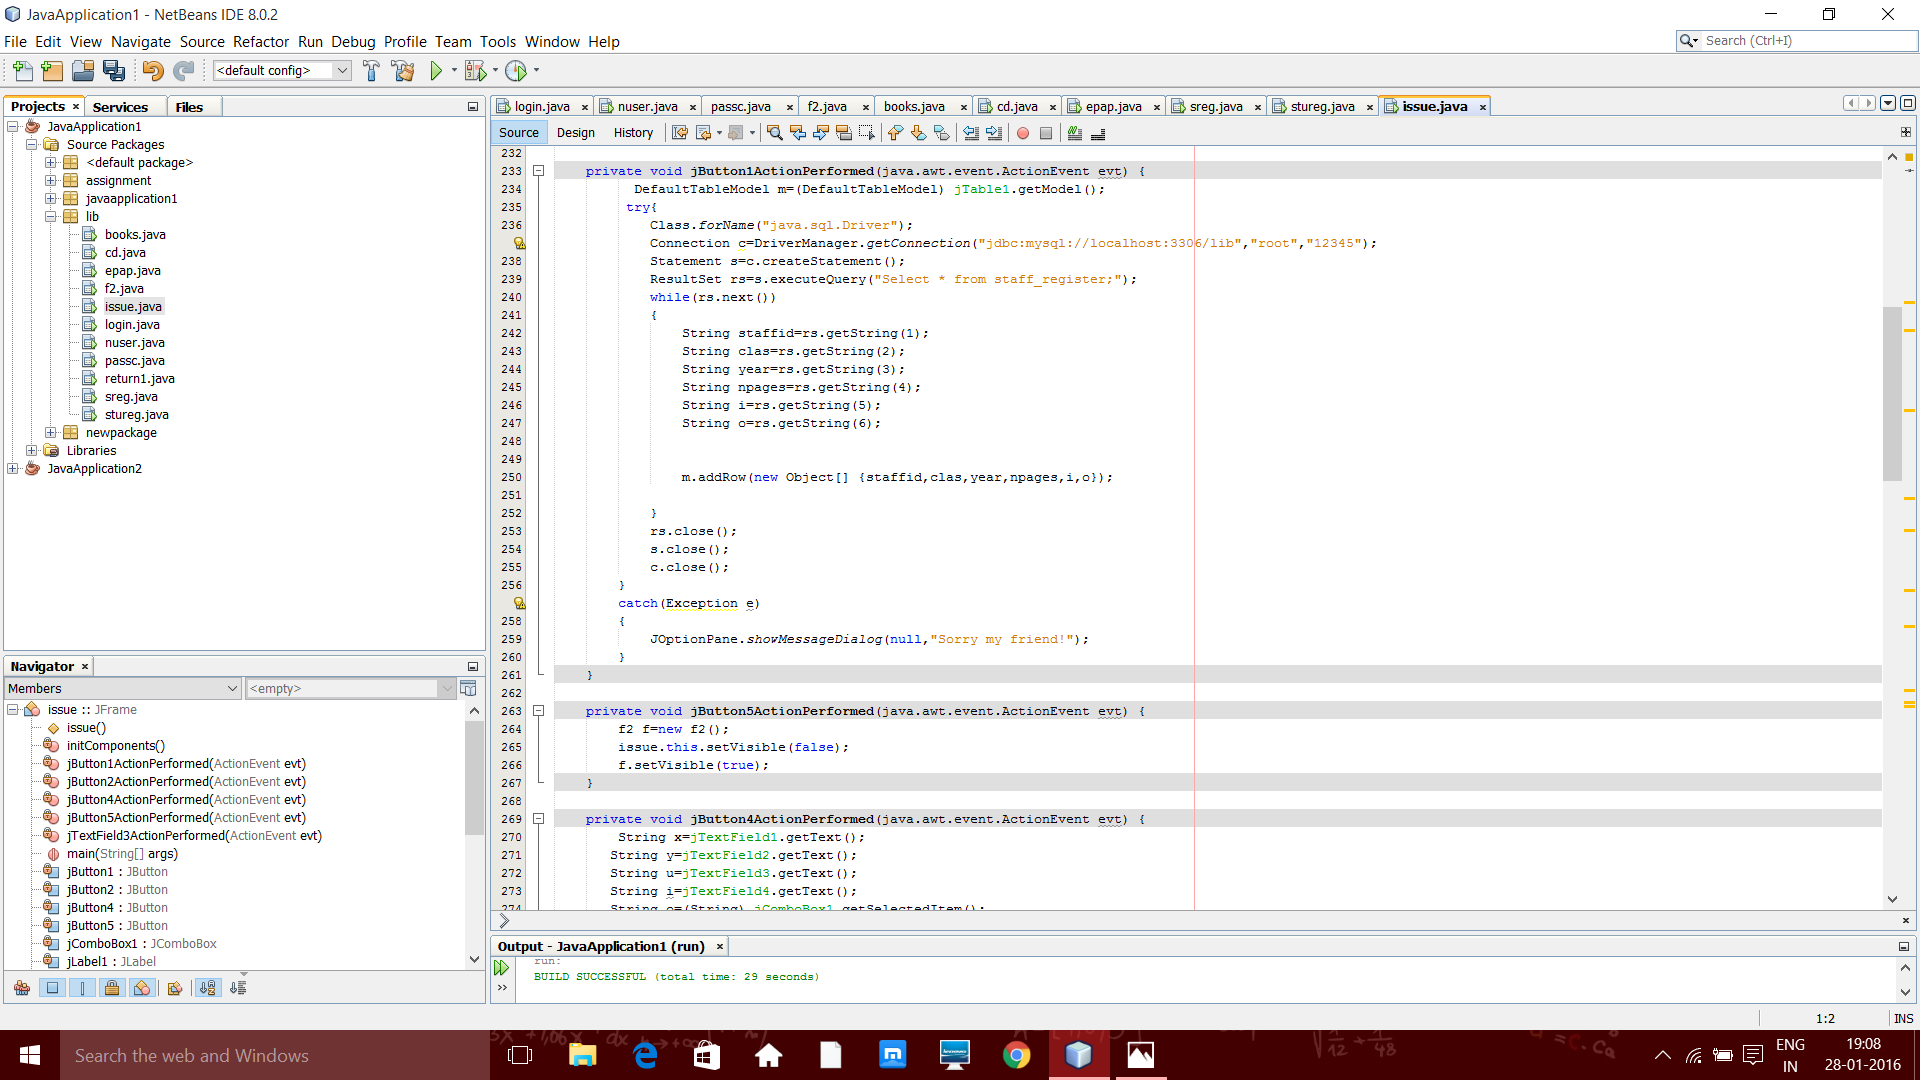 JavaApplication1 - NetBeans IDE 8.0.2
File Edit View Navigate Source Refactor Run Debug Profile Team Tools Window Help
Search (Ctrl+I)
<default config>
Projects × Services Files
JavaApplication1
Source Packages
<default package>
assignment
javaapplication1
lib
books.java
cd.java
epap.java
f2.java
issue.java
login.java
nuser.java
passc.java
return1.java
sreg.java
stureg.java
newpackage
Libraries
JavaApplication2
Navigator ×
Members <empty>
issue :: JFrame
issue()
initComponents()
jButton1ActionPerformed(ActionEvent evt)
jButton2ActionPerformed(ActionEvent evt)
jButton4ActionPerformed(ActionEvent evt)
jButton5ActionPerformed(ActionEvent evt)
jTextField3ActionPerformed(ActionEvent evt)
main(String[] args)
jButton1 : JButton
jButton2 : JButton
jButton4 : JButton
jButton5 : JButton
jComboBox1 : JComboBox
jLabel1 : JLabel
login.java × nuser.java × passc.java × f2.java × books.java × cd.java × epap.java × sreg.java × stureg.java × issue.java ×
Source Design History
232
233 private void jButton1ActionPerformed(java.awt.event.ActionEvent evt) {
234 DefaultTableModel m=(DefaultTableModel) jTable1.getModel();
235 try{
236 Class.forName("java.sql.Driver");
Connection c=DriverManager.getConnection("jdbc:mysql://localhost:3306/lib","root","12345");
238 Statement s=c.createStatement();
239 ResultSet rs=s.executeQuery("Select * from staff_register;");
240 while(rs.next())
241 {
242 String staffid=rs.getString(1);
243 String clas=rs.getString(2);
244 String year=rs.getString(3);
245 String npages=rs.getString(4);
246 String i=rs.getString(5);
247 String o=rs.getString(6);
248
249
250 m.addRow(new Object[] {staffid,clas,year,npages,i,o});
251
252 }
253 rs.close();
254 s.close();
255 c.close();
256 }
catch(Exception e)
258 {
259 JOptionPane.showMessageDialog(null,"Sorry my friend!");
260 }
261 }
262
263 private void jButton5ActionPerformed(java.awt.event.ActionEvent evt) {
264 f2 f=new f2();
265 issue.this.setVisible(false);
266 f.setVisible(true);
267 }
268
269 private void jButton4ActionPerformed(java.awt.event.ActionEvent evt) {
270 String x=jTextField1.getText();
271 String y=jTextField2.getText();
272 String u=jTextField3.getText();
273 String i=jTextField4.getText();
274 String o=(String) jComboBox1.getSelectedItem();
Output - JavaApplication1 (run) ×
run:
BUILD SUCCESSFUL (total time: 29 seconds)
1:2 INS
Search the web and Windows
lenovo
ENG
IN
19:08
28-01-2016